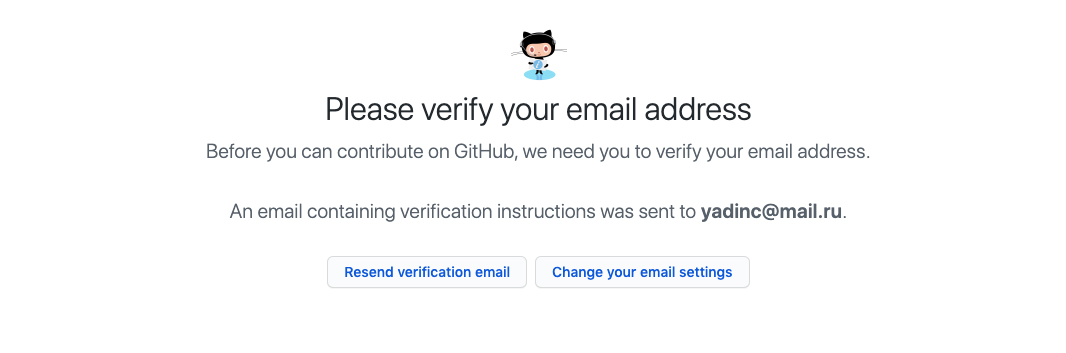 Please verify your email address
Before you can contribute on GitHub, we need you to verify your email address.
An email containing verification instructions was sent to yadinc@mail.ru.
Resend verification email Change your email settings